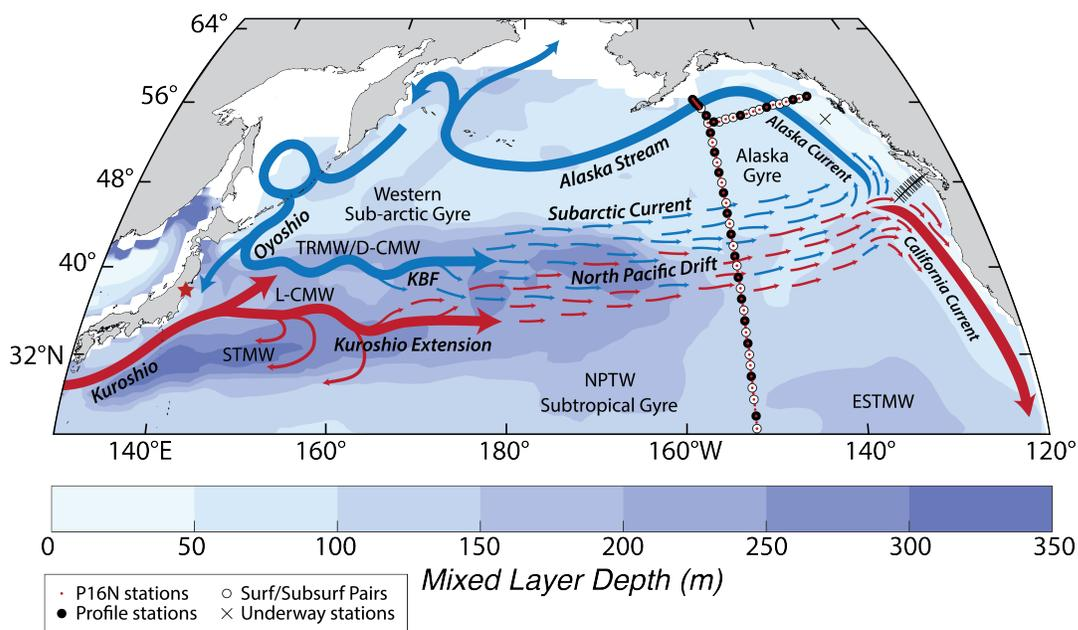 64°
56°
48°
40°
32°N
Alaska Stream
Alaska Current
Alaska
Gyre
Western
Sub-arctic Gyre
Subarctic Current
Oyoshio
TRMW/D-CMW
KBF
North Pacific Drift
California Current
L-CMW
Kuroshio Extension
STMW
Kuroshio
NPTW
Subtropical Gyre
ESTMW
140°E
160°
180°
160°W
140°
120°
0
50
100
150
200
250
300
350
Mixed Layer Depth (m)
P16N stations
Surf/Subsurf Pairs
Profile stations
Underway stations